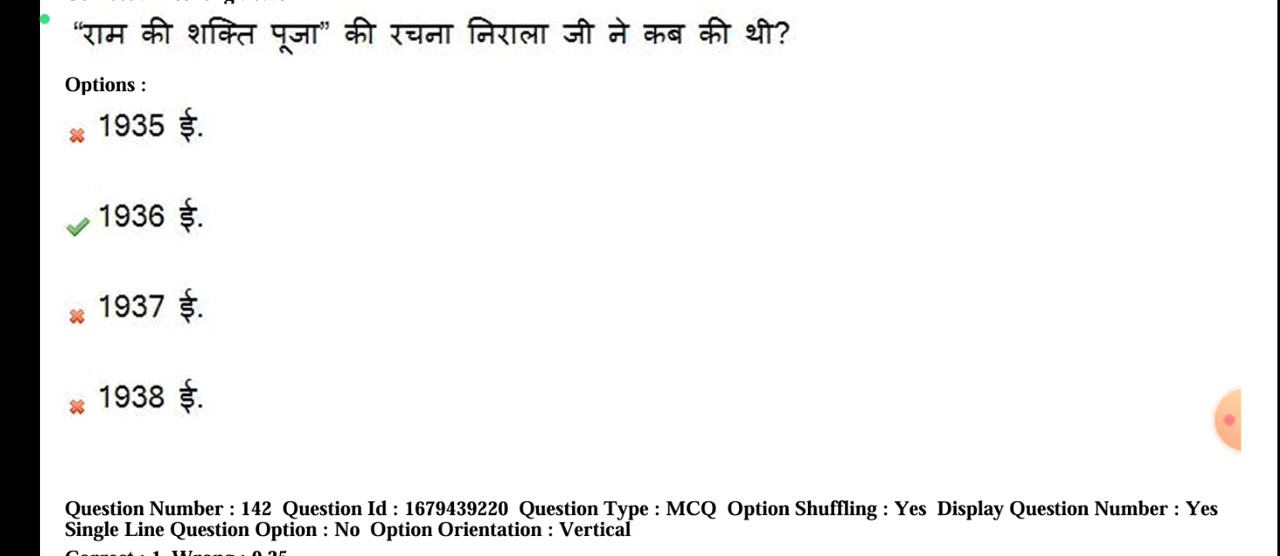 “राम की शक्ति पूजा” की रचना निराला जी ने कब की थी?
Options :
1935 ई.
1936 ई.
1937 ई.
1938 ई.
Question Number : 142 Question Id : 1679439220 Question Type : MCQ Option Shuffling : Yes Display Question Number : Yes
Single Line Question Option : No Option Orientation : Vertical